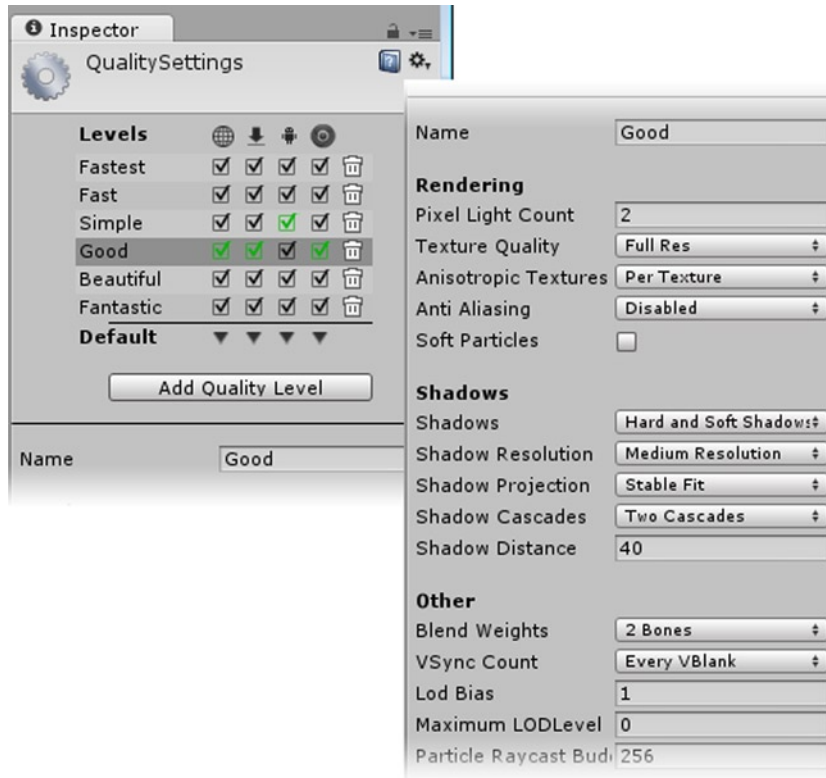 Inspector
QualitySettings
Levels
Fastest
Fast
Simple
Good
Beautiful
Fantastic
Default
Add Quality Level
Name Good
Name Good
Rendering
Pixel Light Count 2
Texture Quality Full Res
Anisotropic Textures Per Texture
Anti Aliasing Disabled
Soft Particles
Shadows
Shadows Hard and Soft Shadows
Shadow Resolution Medium Resolution
Shadow Projection Stable Fit
Shadow Cascades Two Cascades
Shadow Distance 40
Other
Blend Weights 2 Bones
VSync Count Every VBlank
Lod Bias 1
Maximum LODLevel 0
Particle Raycast Bud 256